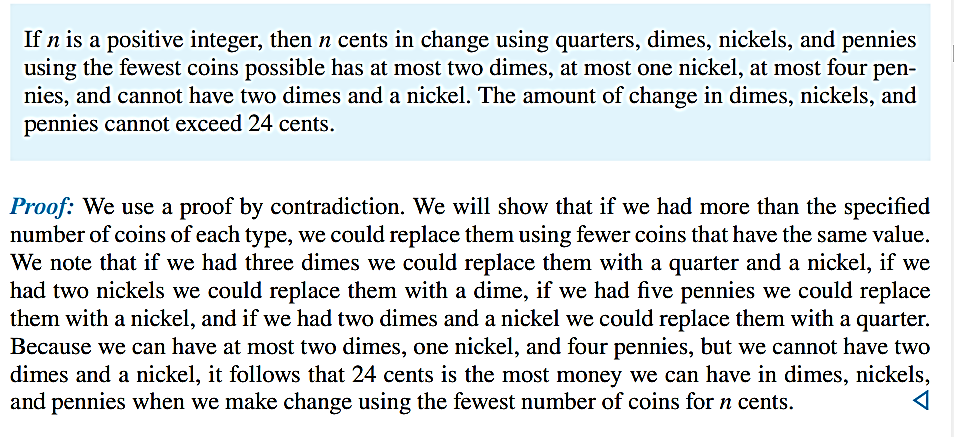 If n is a positive integer, then n cents in change using quarters, dimes, nickels, and pennies
using the fewest coins possible has at most two dimes, at most one nickel, at most four pen-
nies, and cannot have two dimes and a nickel. The amount of change in dimes, nickels, and
pennies cannot exceed 24 cents.
Proof: We use a proof by contradiction. We will show that if we had more than the specified
number of coins of each type, we could replace them using fewer coins that have the same value.
We note that if we had three dimes we could replace them with a quarter and a nickel, if we
had two nickels we could replace them with a dime, if we had five pennies we could replace
them with a nickel, and if we had two dimes and a nickel we could replace them with a quarter.
Because we can have at most two dimes, one nickel, and four pennies, but we cannot have two
dimes and a nickel, it follows that 24 cents is the most money we can have in dimes, nickels,
and pennies when we make change using the fewest number of coins for n cents.